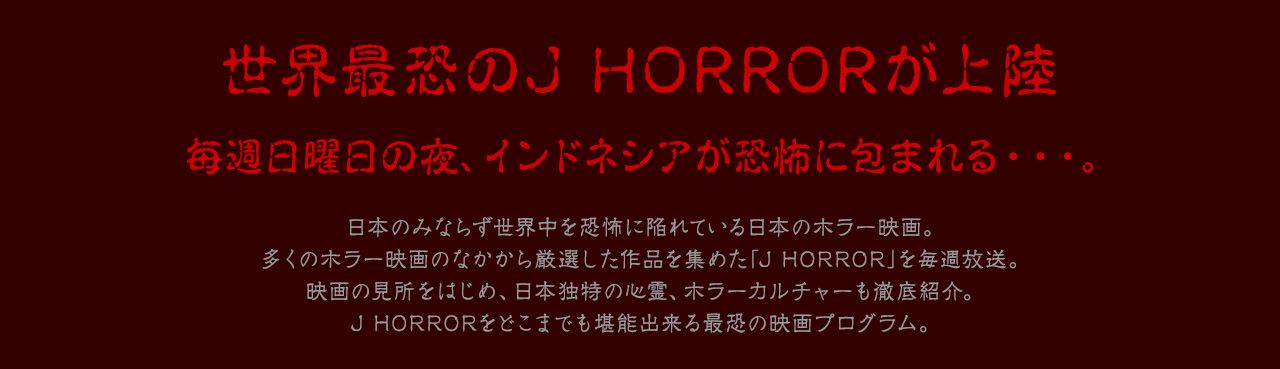 世界最恐のJ HORRORが上陸
毎週日曜日の夜、インドネシアが恐怖に包まれる・・・。
日本のみならず世界中を恐怖に陥れている日本のホラー映画。
多くのホラー映画のなかから厳選した作品を集めた「J HORROR」を毎週放送。
映画の見所をはじめ、日本独特の心霊、ホラーカルチャーも徹底紹介。
J HORRORをどこまでも堪能出来る最恐の映画プログラム。